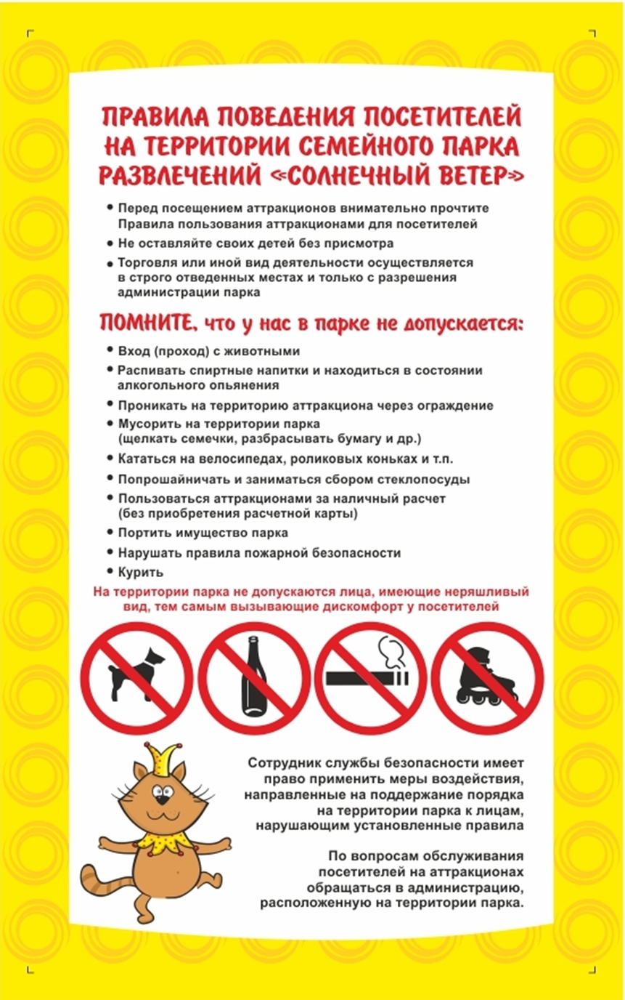 ПРАВИЛА ПОВЕДЕНИЯ ПОСЕТИТЕЛЕЙ
НА ТЕРРИТОРИИ СЕМЕЙНОГО ПАРКА
РАЗВЛЕЧЕНИЙ «СОЛНЕЧНЫЙ ВЕТЕР»
• Перед посещением аттракционов внимательно прочтите
Правила пользования аттракционами для посетителей
• Не оставляйте своих детей без присмотра
• Торговля или иной вид деятельности осуществляется
в строго отведенных местах и только с разрешения
администрации парка
ПОМНИТЕ, что у нас в парке не допускается:
• Вход (проход) с животными
• Распивать спиртные напитки и находиться в состоянии
алкогольного опьянения
• Проникать на территорию аттракциона через ограждение
• Мусорить на территории парка
(щелкать семечки, разбрасывать бумагу и др.)
• Кататься на велосипедах, роликовых коньках и т.п.
• Попрошайничать и заниматься сбором стеклопосуды
• Пользоваться аттракционами за наличный расчет
(без приобретения расчетной карты)
• Портить имущество парка
• Нарушать правила пожарной безопасности
• Курить
На территории парка не допускаются лица, имеющие неряшливый
вид, тем самым вызывающие дискомфорт у посетителей
Сотрудник службы безопасности имеет
право применить меры воздействия,
направленные на поддержание порядка
на территории парка к лицам,
нарушающим установленные правила
По вопросам обслуживания
посетителей на аттракционах
обращаться в администрацию,
расположенную на территории парка.